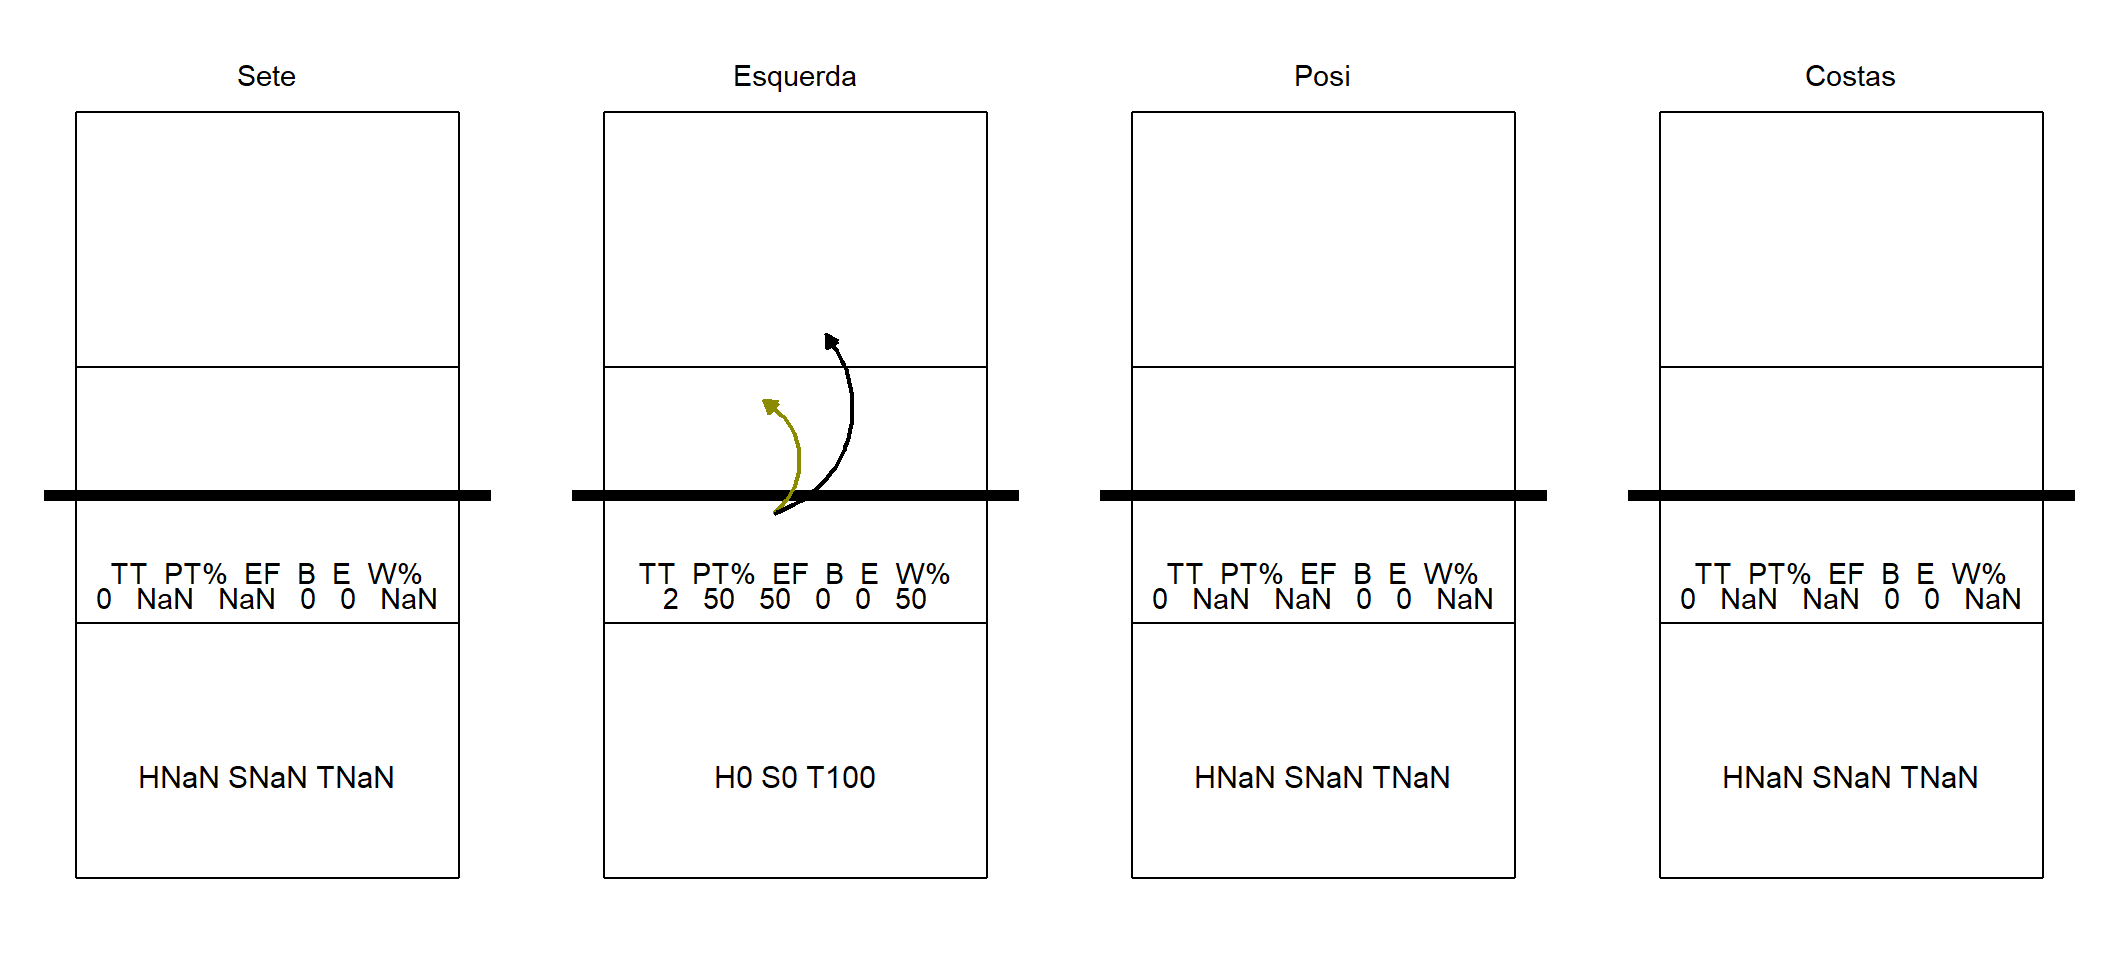 Sete
TT PT% EF B E W%
0 NaN NaN 0 0 NaN
HNaN SNaN TNaN
Esquerda
TT PT% EF B E W%
2 50 50 0 0 50
H0 S0 T100
Posi
TT PT% EF B E W%
0 NaN NaN 0 0 NaN
HNaN SNaN TNaN
Costas
TT PT% EF B E W%
0 NaN NaN 0 0 NaN
HNaN SNaN TNaN